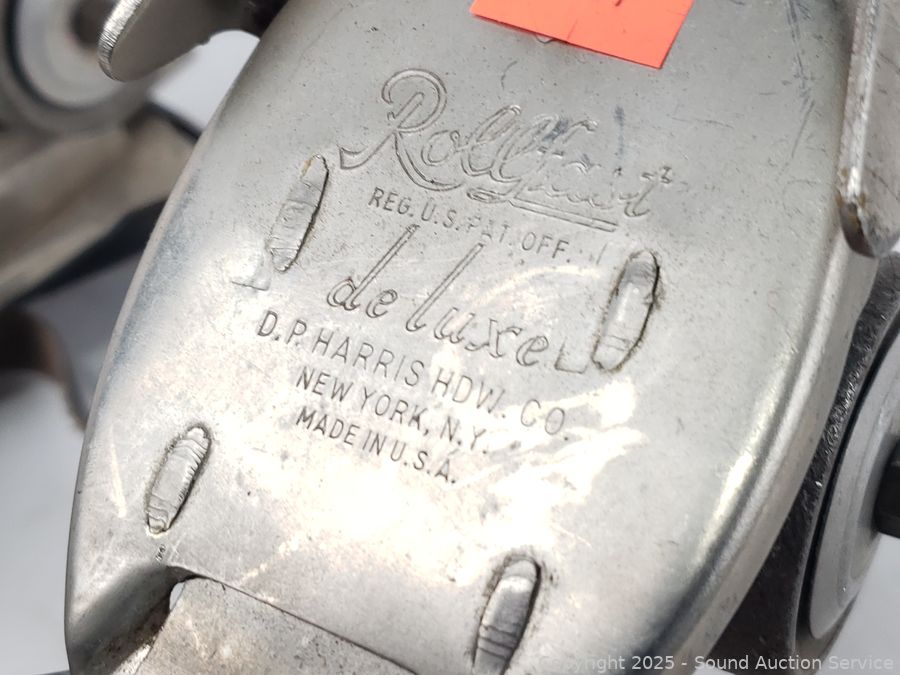 Rollfast
REG. U.S. PAT. OFF.
de luxe
D.P. HARRIS HDW. CO.
NEW YORK, N.Y.
MADE IN U.S.A.
Copyright 2025 - Sound Auction Service